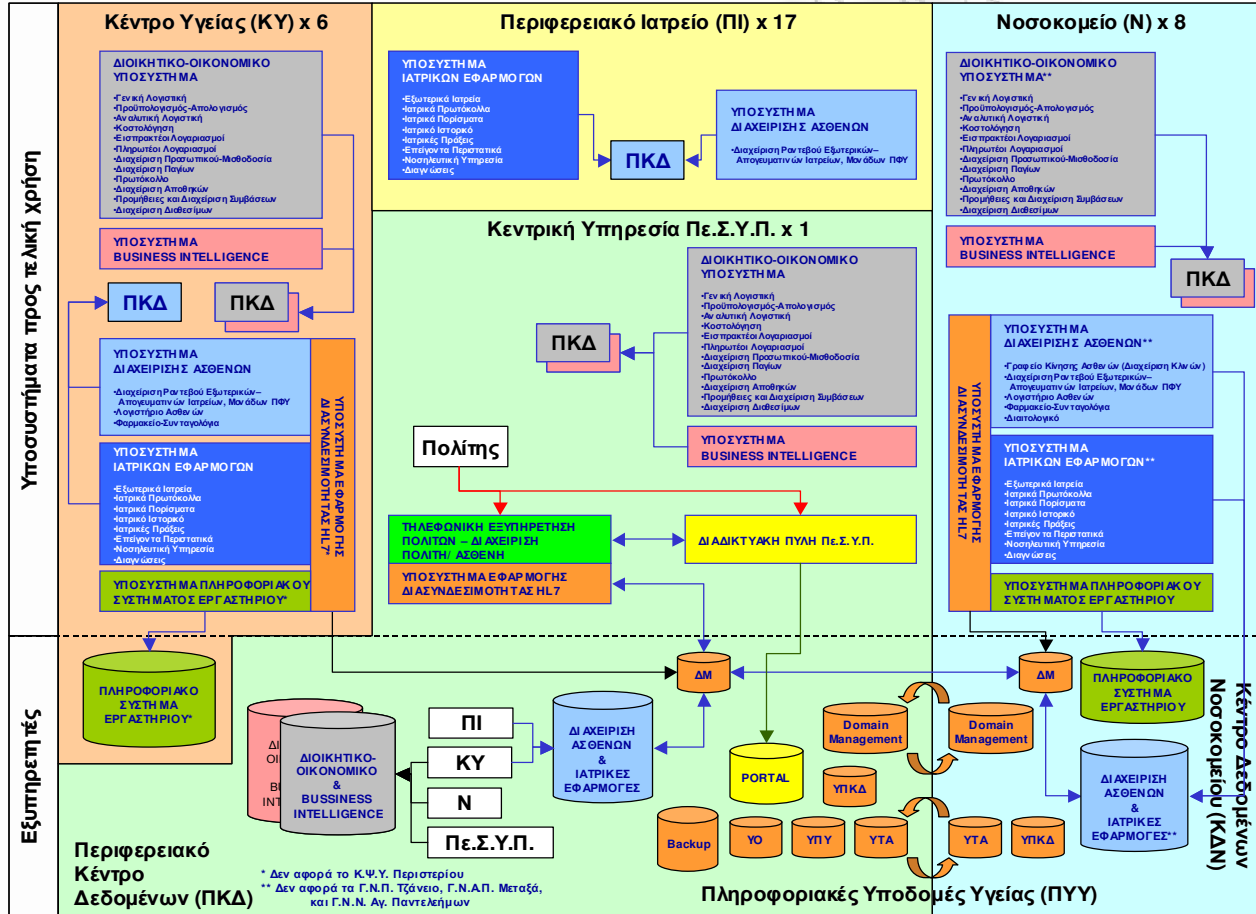 Κέντρο Υγείας (ΚΥ) x 6
Περιφερειακό Ιατρείο (ΠΙ) x 17
Νοσοκομείο (Ν) x 8
Υποσυστήματα προς τελική χρήση
ΔΙΟΙΚΗΤΙΚΟ-ΟΙΚΟΝΟΜΙΚΟ
ΥΠΟΣΥΣΤΗΜΑ
•Γενική Λογιστική
•Προϋπολογισμός-Απολογισμός
•Αναλυτική Λογιστική
•Κοστολόγηση
•Εισπρακτέοι Λογαριασμοί
•Πληρωτέοι Λογαριασμοί
•Διαχείριση Προσωπικού-Μισθοδοσία
•Διαχείριση Παγίων
•Πρωτόκολλο
•Διαχείριση Αποθηκών
•Προμήθειες και Διαχείριση Συμβάσεων
•Διαχείριση Διαθεσίμων
ΥΠΟΣΥΣΤΗΜΑ
BUSINESS INTELLIGENCE
ΠΚΔ
ΠΚΔ
ΥΠΟΣΥΣΤΗΜΑ
ΔΙΑΧΕΙΡΙΣΗΣ ΑΣΘΕΝΩΝ
•Διαχείριση Ραντεβού Εξωτερικών–
Απογευματινών Ιατρείων, Μονάδων ΠΦΥ
•Λογιστήριο Ασθενών
•Φαρμακείο-Συνταγολόγια
ΥΠΟΣΥΣΤΗΜΑ
ΙΑΤΡΙΚΩΝ ΕΦΑΡΜΟΓΩΝ
•Εξωτερικά Ιατρεία
•Ιατρικά Πρωτόκολλα
•Ιατρικά Πορίσματα
•Ιατρικό Ιστορικό
•Ιατρικές Πράξεις
•Επείγοντα Περιστατικά
•Νοσηλευτική Υπηρεσία
•Διαγνώσεις
ΥΠΟΣΥΣΤΗΜΑ ΕΦΑΡΜΟΓΗΣ
ΔΙΑΣΥΝΔΕΣΙΜΟΤΗΤΑΣ HL7*
ΥΠΟΣΥΣΤΗΜΑ ΠΛΗΡΟΦΟΡΙΑΚΟΥ
ΣΥΣΤΗΜΑΤΟΣ ΕΡΓΑΣΤΗΡΙΟΥ*
ΥΠΟΣΥΣΤΗΜΑ
ΙΑΤΡΙΚΩΝ ΕΦΑΡΜΟΓΩΝ
•Εξωτερικά Ιατρεία
•Ιατρικά Πρωτόκολλα
•Ιατρικά Πορίσματα
•Ιατρικό Ιστορικό
•Ιατρικές Πράξεις
•Επείγοντα Περιστατικά
•Νοσηλευτική Υπηρεσία
•Διαγνώσεις
ΠΚΔ
ΥΠΟΣΥΣΤΗΜΑ
ΔΙΑΧΕΙΡΙΣΗΣ ΑΣΘΕΝΩΝ
•Διαχείριση Ραντεβού Εξωτερικών–
Απογευματινών Ιατρείων, Μονάδων ΠΦΥ
Κεντρική Υπηρεσία Πε.Σ.Υ.Π. x 1
ΔΙΟΙΚΗΤΙΚΟ-ΟΙΚΟΝΟΜΙΚΟ
ΥΠΟΣΥΣΤΗΜΑ
•Γενική Λογιστική
•Προϋπολογισμός-Απολογισμός
•Αναλυτική Λογιστική
•Κοστολόγηση
•Εισπρακτέοι Λογαριασμοί
•Πληρωτέοι Λογαριασμοί
•Διαχείριση Προσωπικού-Μισθοδοσία
•Διαχείριση Παγίων
•Πρωτόκολλο
•Διαχείριση Αποθηκών
•Προμήθειες και Διαχείριση Συμβάσεων
•Διαχείριση Διαθεσίμων
ΠΚΔ
ΥΠΟΣΥΣΤΗΜΑ
BUSINESS INTELLIGENCE
Πολίτης
ΤΗΛΕΦΩΝΙΚΗ ΕΞΥΠΗΡΕΤΗΣΗ
ΠΟΛΙΤΩΝ – ΔΙΑΧΕΙΡΙΣΗ
ΠΟΛΙΤΗ/ ΑΣΘΕΝΗ
ΥΠΟΣΥΣΤΗΜΑ ΕΦΑΡΜΟΓΗΣ
ΔΙΑΣΥΝΔΕΣΙΜΟΤΗΤΑΣ HL7
ΔΙΑΔΙΚΤΥΑΚΗ ΠΥΛΗ Πε.Σ.Υ.Π.
ΔΙΟΙΚΗΤΙΚΟ-ΟΙΚΟΝΟΜΙΚΟ
ΥΠΟΣΥΣΤΗΜΑ**
•Γενική Λογιστική
•Προϋπολογισμός-Απολογισμός
•Αναλυτική Λογιστική
•Κοστολόγηση
•Εισπρακτέοι Λογαριασμοί
•Πληρωτέοι Λογαριασμοί
•Διαχείριση Προσωπικού-Μισθοδοσία
•Διαχείριση Παγίων
•Πρωτόκολλο
•Διαχείριση Αποθηκών
•Προμήθειες και Διαχείριση Συμβάσεων
•Διαχείριση Διαθεσίμων
ΥΠΟΣΥΣΤΗΜΑ
BUSINESS INTELLIGENCE
ΠΚΔ
ΥΠΟΣΥΣΤΗΜΑ
ΔΙΑΧΕΙΡΙΣΗΣ ΑΣΘΕΝΩΝ**
•Γραφείο Κίνησης Ασθενών (Διαχείριση Κλινών)
•Διαχείριση Ραντεβού Εξωτερικών–
Απογευματινών Ιατρείων, Μονάδων ΠΦΥ
•Λογιστήριο Ασθενών
•Φαρμακείο-Συνταγολόγια
•Διαιτολογικό
ΥΠΟΣΥΣΤΗΜΑ
ΙΑΤΡΙΚΩΝ ΕΦΑΡΜΟΓΩΝ**
•Εξωτερικά Ιατρεία
•Ιατρικά Πρωτόκολλα
•Ιατρικά Πορίσματα
•Ιατρικό Ιστορικό
•Ιατρικές Πράξεις
•Επείγοντα Περιστατικά
•Νοσηλευτική Υπηρεσία
•Διαγνώσεις
ΥΠΟΣΥΣΤΗΜΑ ΕΦΑΡΜΟΓΗΣ
ΔΙΑΣΥΝΔΕΣΙΜΟΤΗΤΑΣ HL7
ΥΠΟΣΥΣΤΗΜΑ ΠΛΗΡΟΦΟΡΙΑΚΟΥ
ΣΥΣΤΗΜΑΤΟΣ ΕΡΓΑΣΤΗΡΙΟΥ
Εξυπηρετητές
ΠΛΗΡΟΦΟΡΙΑΚΟ
ΣΥΣΤΗΜΑ
ΕΡΓΑΣΤΗΡΙΟΥ*
ΔΙΟΙΚΗΤΙΚΟ-
ΟΙΚΟΝΟΜΙΚΟ
&
BUSSINESS
INTELLIGENCE
ΠΙ
ΚΥ
Ν
Πε.Σ.Υ.Π.
ΔΙΑΧΕΙΡΙΣΗ
ΑΣΘΕΝΩΝ
&
ΙΑΤΡΙΚΕΣ
ΕΦΑΡΜΟΓΕΣ
ΔΜ
PORTAL
Domain
Management
Domain
Management
ΥΠΚΔ
Backup
ΥΟ
ΥΠΥ
ΥΤΑ
ΥΤΑ
ΥΠΚΔ
ΔΜ
ΠΛΗΡΟΦΟΡΙΑΚΟ
ΣΥΣΤΗΜΑ
ΕΡΓΑΣΤΗΡΙΟΥ
ΔΙΑΧΕΙΡΙΣΗ
ΑΣΘΕΝΩΝ
&
ΙΑΤΡΙΚΕΣ
ΕΦΑΡΜΟΓΕΣ**
Κέντρο Δεδομένων
Νοσοκομείου (ΚΔΝ)
Περιφερειακό
Κέντρο
Δεδομένων (ΠΚΔ)
* Δεν αφορά το Κ.Ψ.Υ. Περιστερίου
** Δεν αφορά τα Γ.Ν.Π. Τζάνειο, Γ.Ν.Α.Π. Μεταξά,
και Γ.Ν.Ν. Αγ. Παντελεήμων
Πληροφοριακές Υποδομές Υγείας (ΠΥΥ)